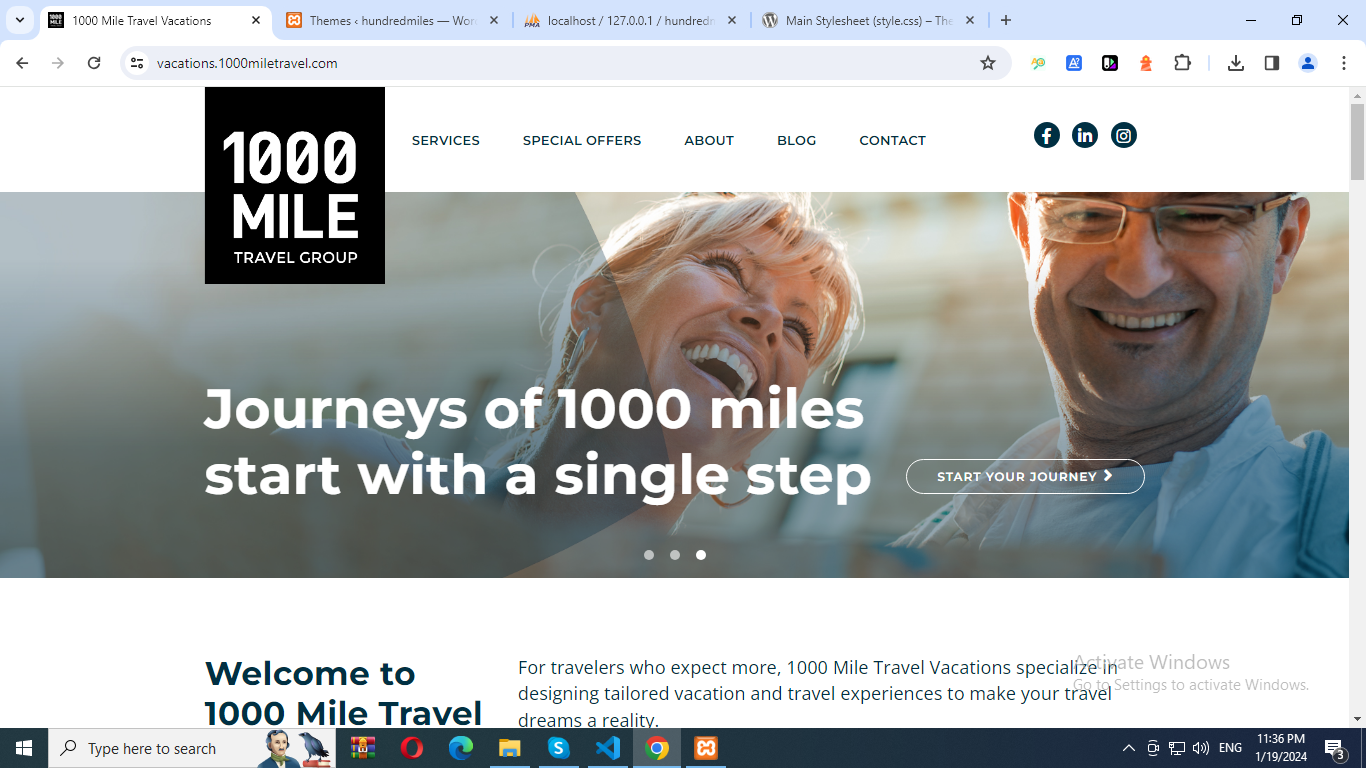 1000 Mile Travel Vacations
Themes ‹ hundredmiles — Wor
localhost / 127.0.0.1 / hundredm
Main Stylesheet (style.css) – The
vacations.1000miletravel.com
1000
MILE
TRAVEL GROUP
SERVICES
SPECIAL OFFERS
ABOUT
BLOG
CONTACT
Journeys of 1000 miles
start with a single step
START YOUR JOURNEY
Welcome to
1000 Mile Travel
For travelers who expect more, 1000 Mile Travel Vacations specialize in
designing tailored vacation and travel experiences to make your travel
dreams a reality.
Activate Windows
Go to Settings to activate Windows.
Type here to search
ENG
11:36 PM
1/19/2024
3